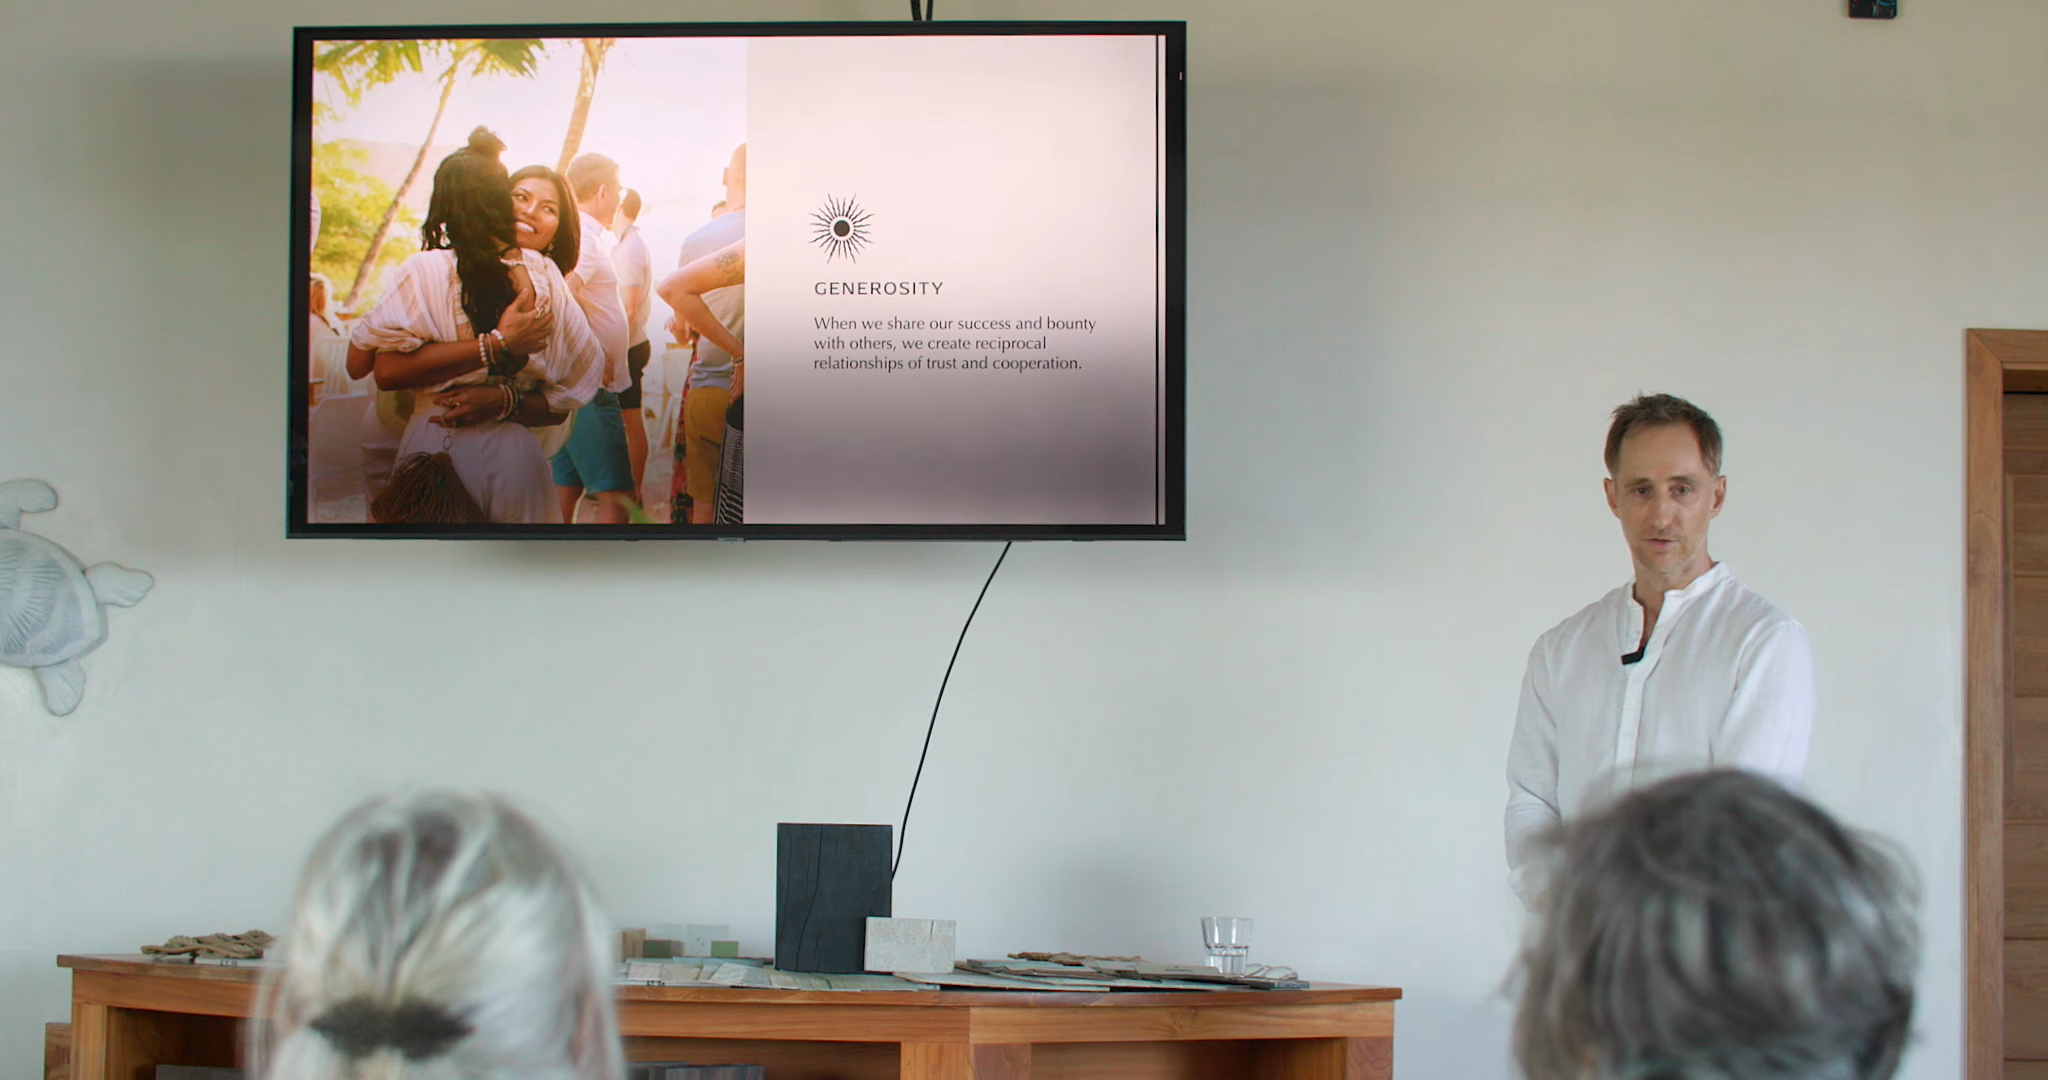 GENEROSITY
When we share our success and bounty
with others, we create reciprocal
relationships of trust and cooperation.